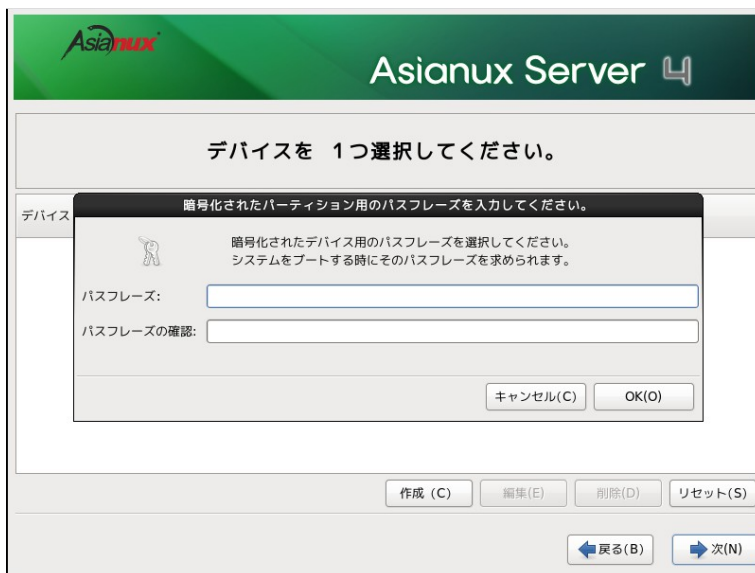 Asianux
Asianux Server 4
デバイスを 1つ選択してください。
デバイス
暗号化されたパーティション用のパスフレーズを入力してください。
暗号化されたデバイス用のパスフレーズを選択してください。
システムをブートする時にそのパスフレーズを求められます。
パスフレーズ:
パスフレーズの確認:
キャンセル(C) OK(O)
作成 (C) 編集(E) 削除(D) リセット(S)
戻る(B) 次(N)